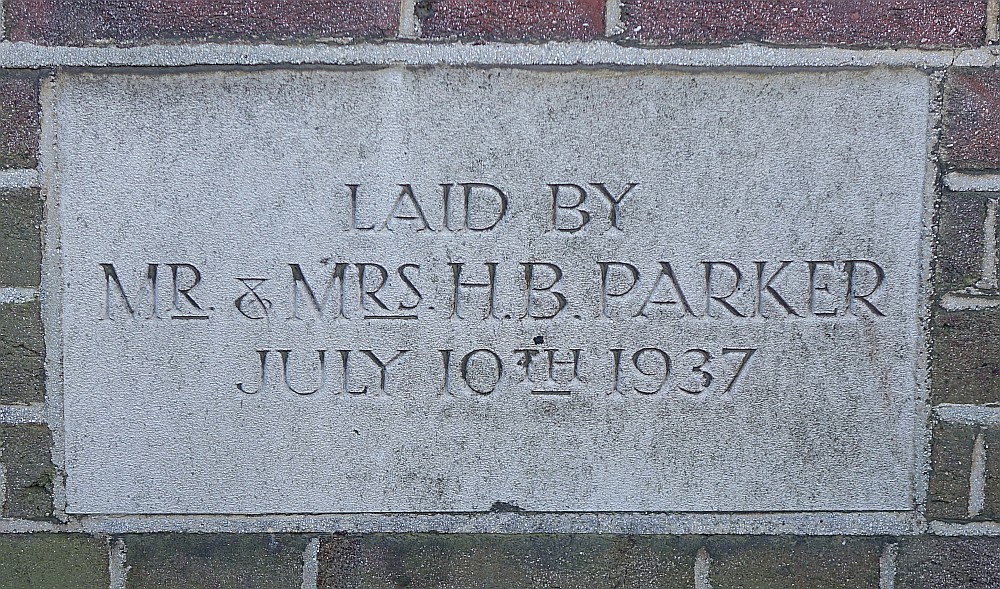 LAID BY
MR & MRS H.B. PARKER
JULY 10TH 1937